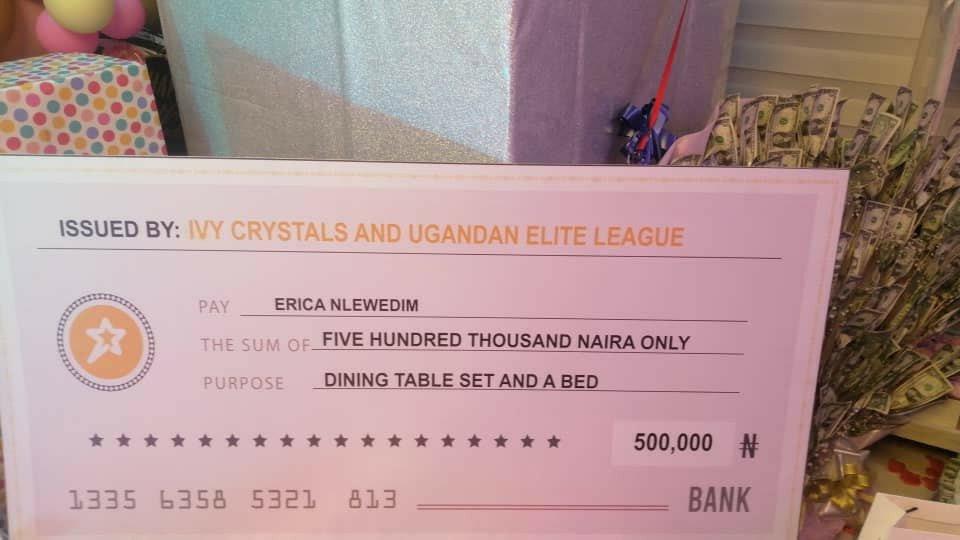 ISSUED BY: IVY CRYSTALS AND UGANDAN ELITE LEAGUE
PAY ERICA NLEWEDIM
THE SUM OF FIVE HUNDRED THOUSAND NAIRA ONLY
PURPOSE DINING TABLE SET AND A BED
500,000 ₦
1335 6358 5321 813 BANK